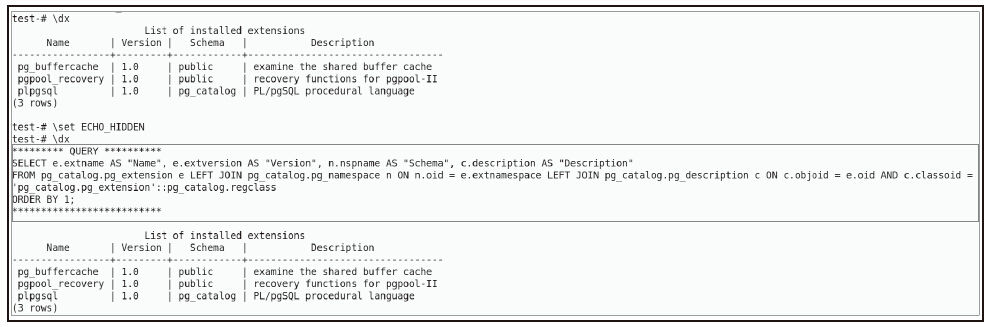 test-# \dx
List of installed extensions
Name | Version | Schema | Description
-----------------+---------+------------+---------------------------------
pg_buffercache | 1.0 | public | examine the shared buffer cache
pgpool_recovery | 1.0 | public | recovery functions for pgpool-II
plpgsql | 1.0 | pg_catalog | PL/pgSQL procedural language
(3 rows)
test-# \set ECHO_HIDDEN
test-# \dx
********* QUERY **********
SELECT e.extname AS "Name", e.extversion AS "Version", n.nspname AS "Schema", c.description AS "Description"
FROM pg_catalog.pg_extension e LEFT JOIN pg_catalog.pg_namespace n ON n.oid = e.extnamespace LEFT JOIN pg_catalog.pg_description c ON c.objoid = e.oid AND c.classoid =
'pg_catalog.pg_extension'::pg_catalog.regclass
ORDER BY 1;
**************************
List of installed extensions
Name | Version | Schema | Description
-----------------+---------+------------+---------------------------------
pg_buffercache | 1.0 | public | examine the shared buffer cache
pgpool_recovery | 1.0 | public | recovery functions for pgpool-II
plpgsql | 1.0 | pg_catalog | PL/pgSQL procedural language
(3 rows)